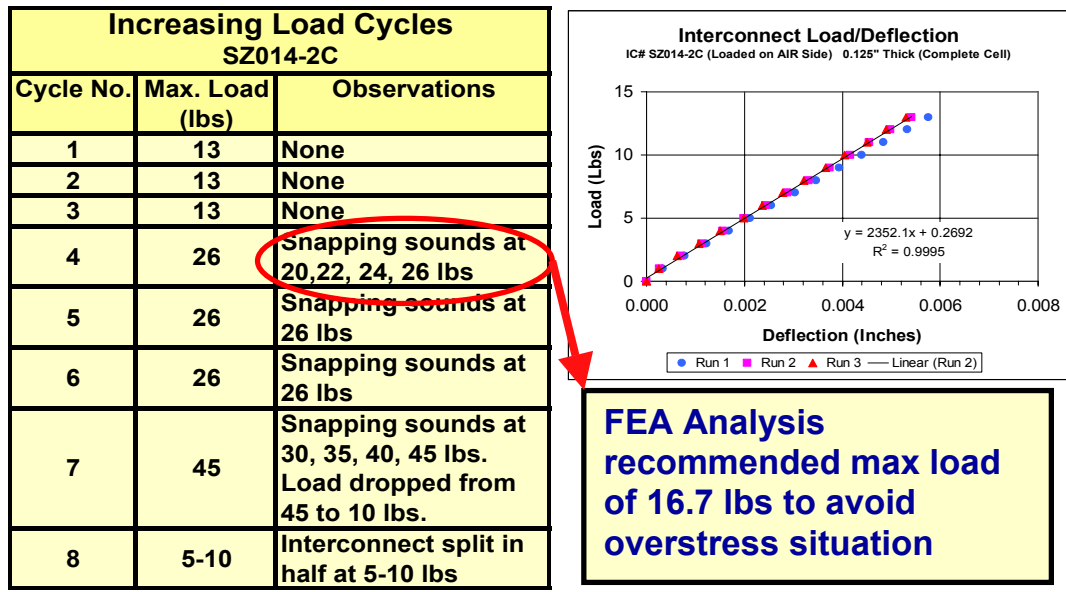 Increasing Load Cycles
SZ014-2C
Cycle No. Max. Load (lbs) Observations
1 13 None
2 13 None
3 13 None
4 26 Snapping sounds at
20,22, 24, 26 lbs
5 26 Snapping sounds at
26 lbs
6 26 Snapping sounds at
26 lbs
7 45 Snapping sounds at
30, 35, 40, 45 lbs.
Load dropped from
45 to 10 lbs.
8 5-10 Interconnect split in
half at 5-10 lbs
Interconnect Load/Deflection
IC# SZ014-2C (Loaded on AIR Side) 0.125" Thick (Complete Cell)
15
10
5
0
Load (Lbs)
y = 2352.1x + 0.2692
R² = 0.9995
0.000 0.002 0.004 0.006 0.008
Deflection (Inches)
Run 1 Run 2 Run 3 Linear (Run 2)
FEA Analysis
recommended max load
of 16.7 lbs to avoid
overstress situation